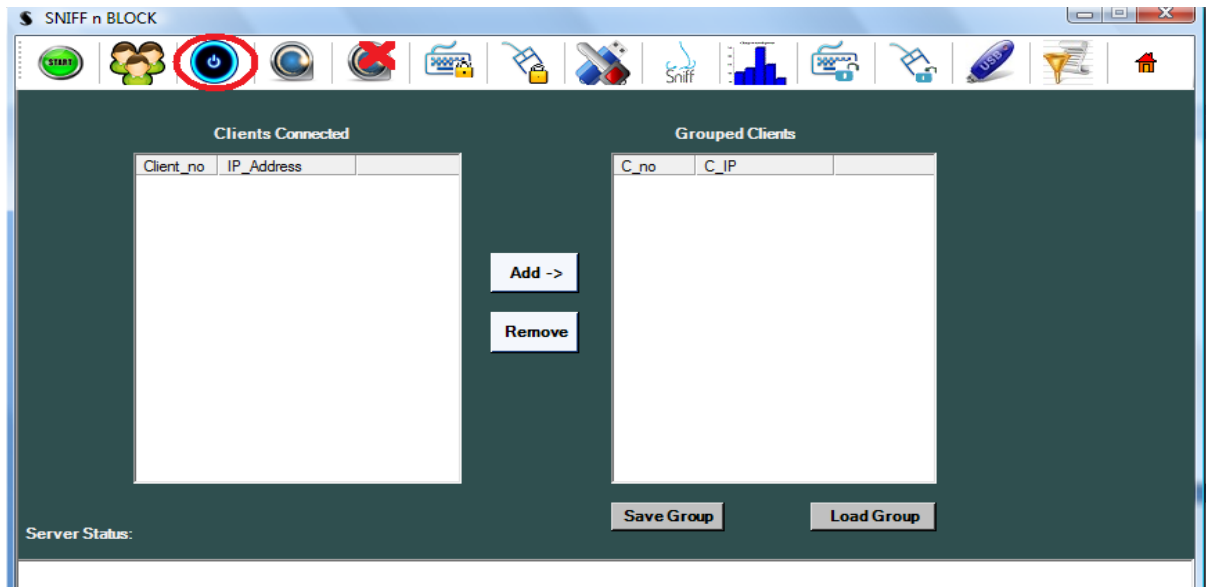 SNIFF n BLOCK
START
Sniff
USB
Clients Connected
Grouped Clients
Client_no IP_Address
C_no C_IP
Add ->
Remove
Save Group
Load Group
Server Status: